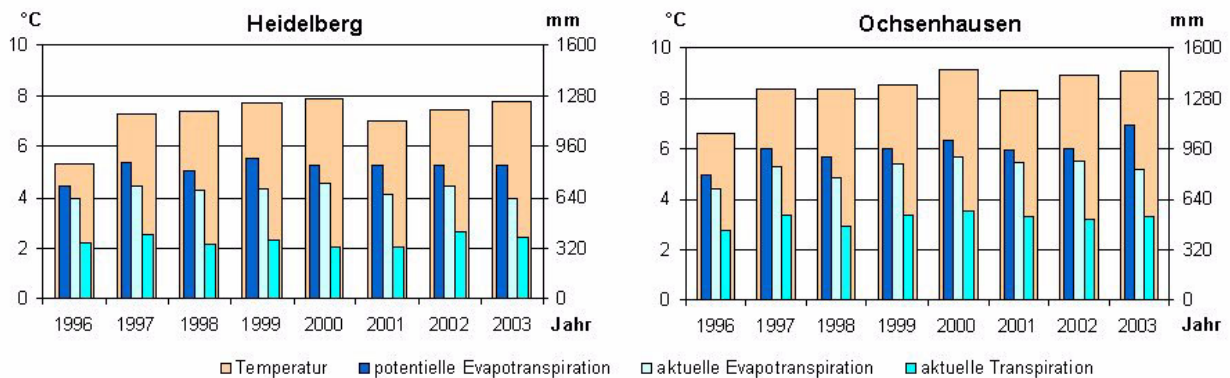 °C Heidelberg mm
10 1600
8 1280
6 960
4 640
2 320
0 0
1996 1997 1998 1999 2000 2001 2002 2003 Jahr
°C Ochsenhausen mm
10 1600
8 1280
6 960
4 640
2 320
0 0
1996 1997 1998 1999 2000 2001 2002 2003 Jahr
Temperatur potentielle Evapotranspiration aktuelle Evapotranspiration aktuelle Transpiration